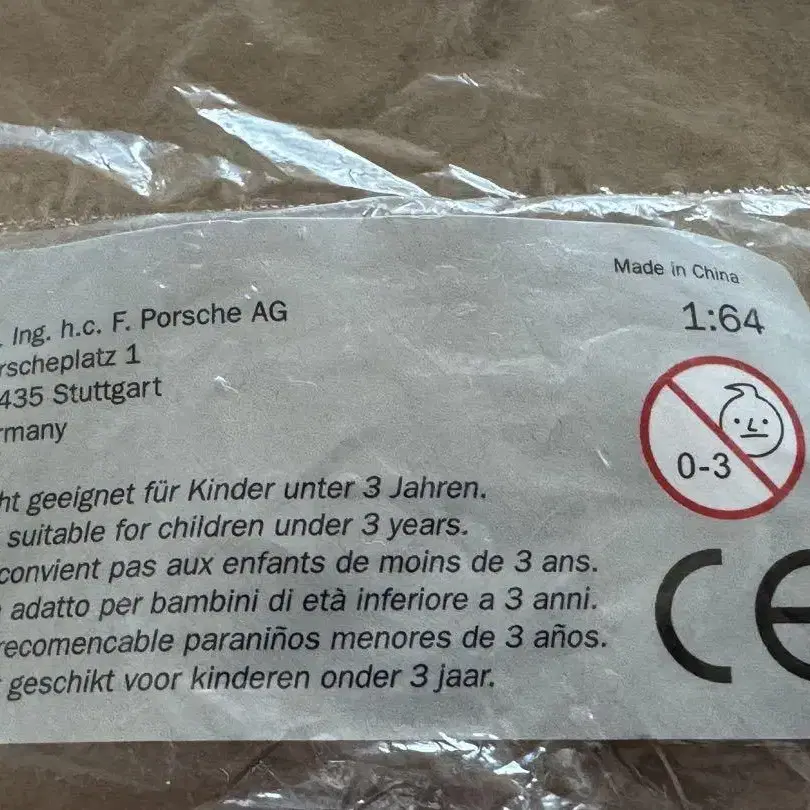 . Ing. h.c. F. Porsche AG
rscheplatz 1
435 Stuttgart
rmany
Made in China
1:64
0-3
ht geeignet für Kinder unter 3 Jahren.
suitable for children under 3 years.
convient pas aux enfants de moins de 3 ans.
adatto per bambini di età inferiore a 3 anni.
recomencable paraniños menores de 3 años.
geschikt voor kinderen onder 3 jaar.
CE